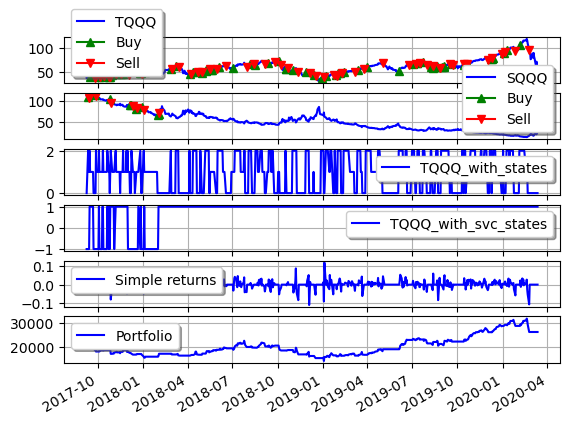 TQQQ
Buy
Sell
100
50
SQQQ
Buy
Sell
100
50
2
0
TQQQ_with_states
1
0
−1
TQQQ_with_svc_states
0.1
0.0
−0.1
Simple returns
30000
20000
Portfolio
2017-10
2018-01
2018-04
2018-07
2018-10
2019-01
2019-04
2019-07
2019-10
2020-01
2020-04